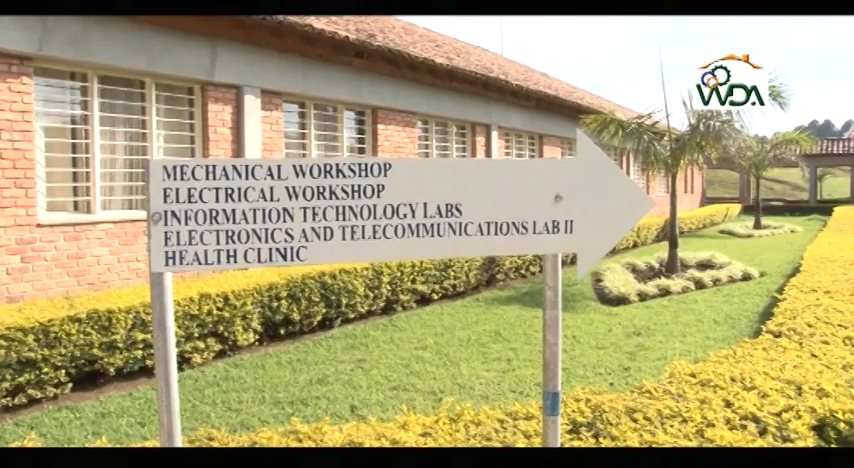 WDA
MECHANICAL WORKSHOP
ELECTRICAL WORKSHOP
INFORMATION TECHNOLOGY LABS
ELECTRONICS AND TELECOMMUNICATIONS LAB II
HEALTH CLINIC